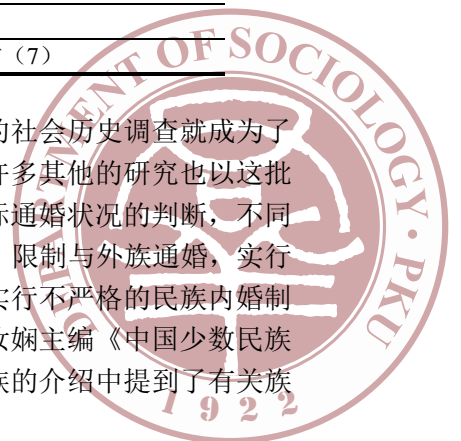 （7）
的社会历史调查就成为了
许多其他的研究也以这批
际通婚状况的判断，不同
限制与外族通婚，实行
实行不严格的民族内婚制
女娴主编《中国少数民族
族的介绍中提到了有关族
DEPARTMENT OF SOCIOLOGY · PKU
1922